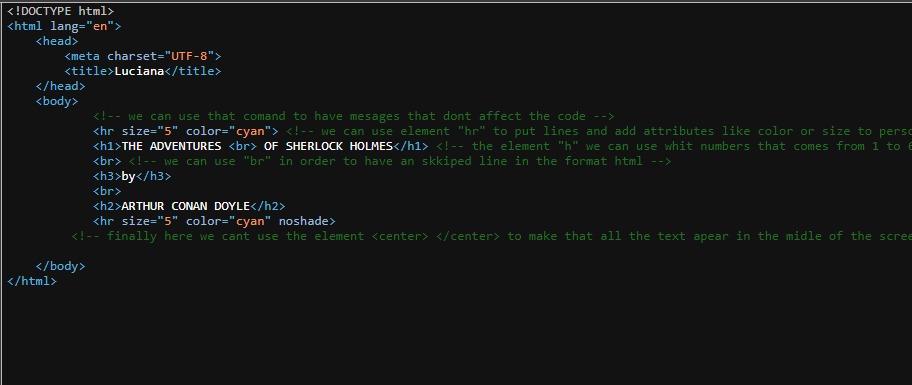 <!DOCTYPE html>
<html lang="en">
<head>
<meta charset="UTF-8">
<title>Luciana</title>
</head>
<body>
<!-- we can use that comand to have mesages that dont affect the code -->
<hr size="5" color="cyan"> <!-- we can use element "hr" to put lines and add attributes like color or size to perso
<h1>THE ADVENTURES <br> OF SHERLOCK HOLMES</h1> <!-- the element "h" we can use whit numbers that comes from 1 to 6
<br> <!-- we can use "br" in order to have an skkiped line in the format html -->
<h3>by</h3>
<br>
<h2>ARTHUR CONAN DOYLE</h2>
<hr size="5" color="cyan" noshade>
<!-- finally here we cant use the element <center> </center> to make that all the text apear in the midle of the scree
</body>
</html>